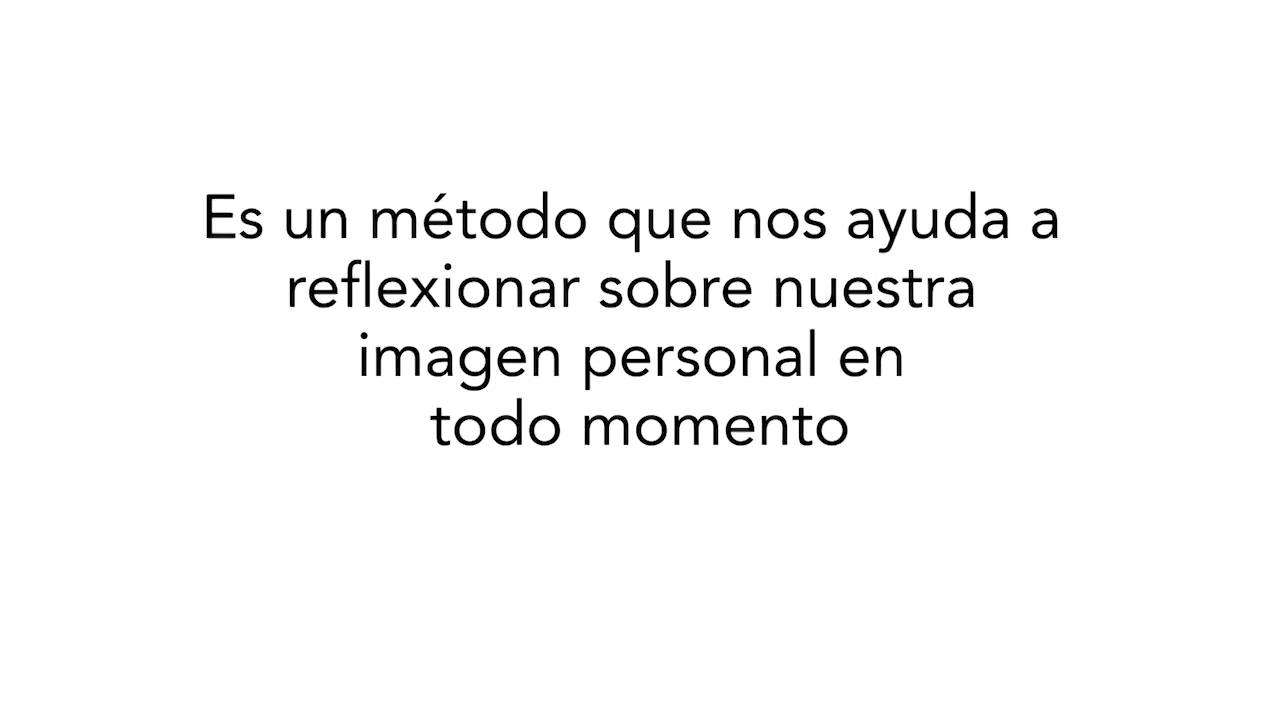 Es un método que nos ayuda a
reflexionar sobre nuestra
imagen personal en
todo momento